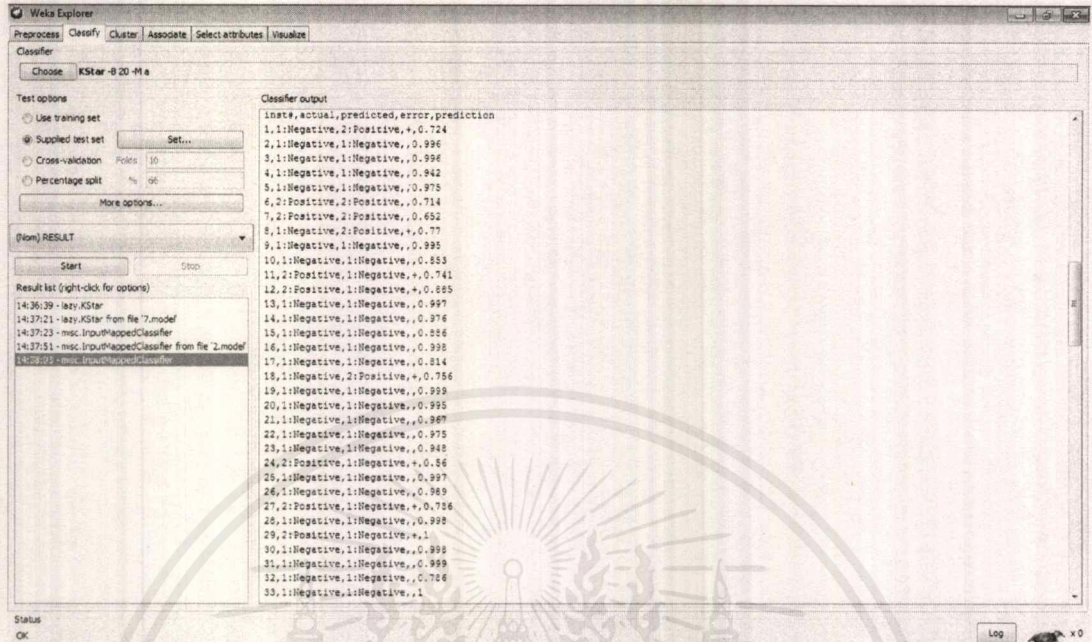 Weka Explorer
Preprocess Classify Cluster Associate Select attributes Visualize
Classifier
Choose KStar -B 20 -M a
Test options
Use training set
Supplied test set Set...
Cross-validation Folds 10
Percentage split % 66
More options...
(Nom) RESULT
Start Stop
Result list (right-click for options)
14:36:39 - lazy.KStar
14:37:21 - lazy.KStar from file '7.model'
14:37:23 - misc.InputMappedClassifier
14:37:51 - misc.InputMappedClassifier from file '2.model'
- misc.InputMappedClassifier
Classifier output
inst#,actual,predicted,error,prediction
1,1:Negative,2:Positive,+,0.724
2,1:Negative,1:Negative,,0.996
3,1:Negative,1:Negative,,0.996
4,1:Negative,1:Negative,,0.942
5,1:Negative,1:Negative,,0.975
6,2:Positive,2:Positive,,0.714
7,2:Positive,2:Positive,,0.652
8,1:Negative,2:Positive,+,0.77
9,1:Negative,1:Negative,,0.995
10,1:Negative,1:Negative,,0.853
11,2:Positive,1:Negative,+,0.741
12,2:Positive,1:Negative,+,0.885
13,1:Negative,1:Negative,,0.997
14,1:Negative,1:Negative,,0.976
15,1:Negative,1:Negative,,0.886
16,1:Negative,1:Negative,,0.998
17,1:Negative,1:Negative,,0.814
18,1:Negative,2:Positive,+,0.756
19,1:Negative,1:Negative,,0.999
20,1:Negative,1:Negative,,0.995
21,1:Negative,1:Negative,,0.967
22,1:Negative,1:Negative,,0.975
23,1:Negative,1:Negative,,0.948
24,2:Positive,1:Negative,+,0.56
25,1:Negative,1:Negative,,0.997
26,1:Negative,1:Negative,,0.989
27,2:Positive,1:Negative,+,0.786
28,1:Negative,1:Negative,,0.998
29,2:Positive,1:Negative,+,1
30,1:Negative,1:Negative,,0.998
31,1:Negative,1:Negative,,0.999
32,1:Negative,1:Negative,,0.786
33,1:Negative,1:Negative,,1
Status
OK
Log
x 0